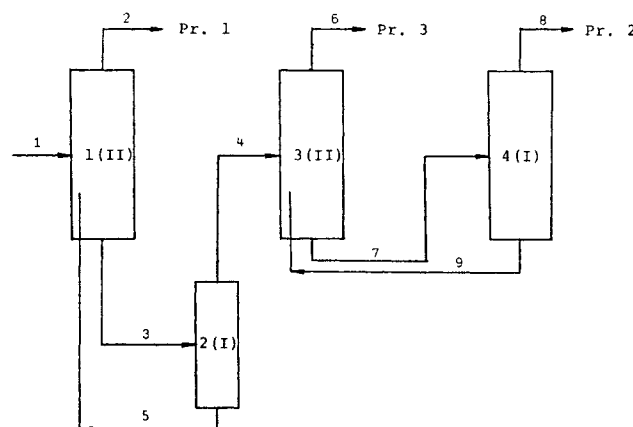 2 Pr. 1
6 Pr. 3
8 Pr. 2
1
1(II)
4
3(II)
4(I)
7
9
3
2(I)
5